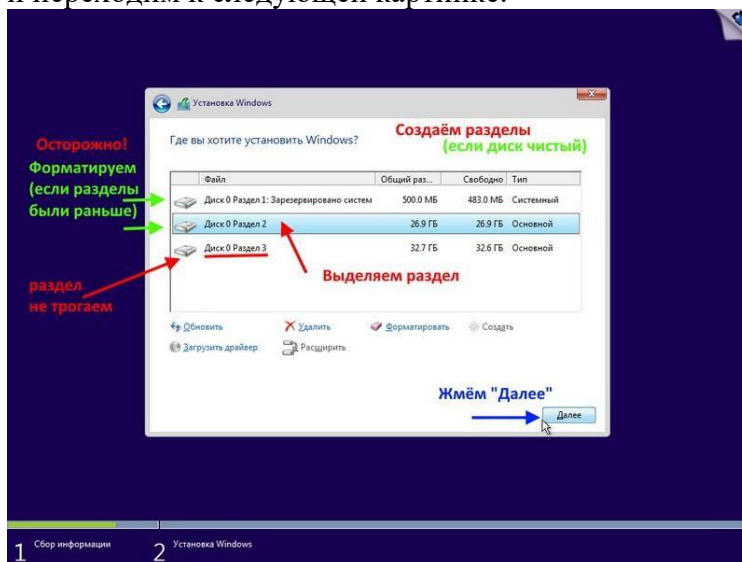 и переходим к следующей картинке.
Установка Windows
Где вы хотите установить Windows?
Создаём разделы
(если диск чистый)
Осторожно!
Форматируем
(если разделы
были раньше)
Файл Общий раз... Свободно Тип
Диск 0 Раздел 1: Зарезервировано систем 500.0 МБ 483.0 МБ Системный
Диск 0 Раздел 2 26.9 ГБ 26.9 ГБ Основной
Диск 0 Раздел 3 32.7 ГБ 32.6 ГБ Основной
Выделяем раздел
раздел
не трогаем
Обновить Удалить Форматировать Создать
Загрузить драйвер Расширить
Жмём "Далее"
Далее
1 Сбор информации 2 Установка Windows